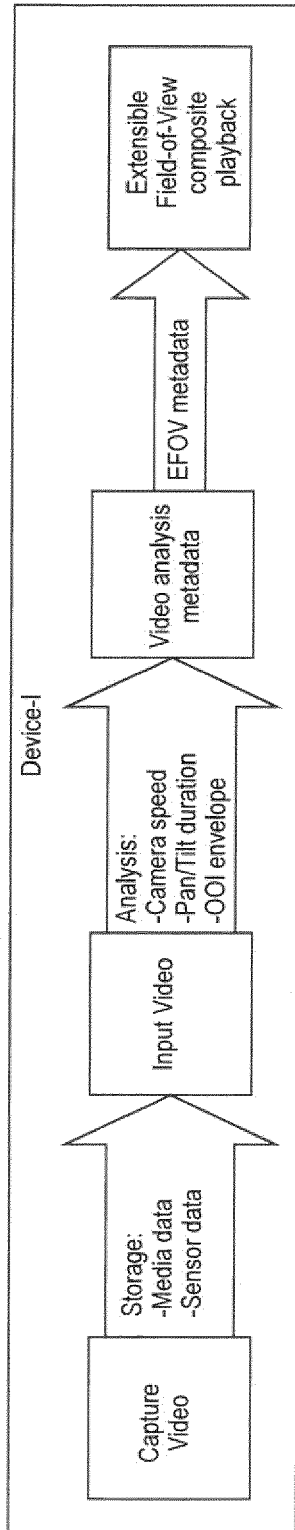 Device-I
Capture
Video
Storage:
-Media data
-Sensor data
Input Video
Analysis:
-Camera speed
-Pan/Tilt duration
-OOI envelope
Video analysis
metadata
EFOV metadata
Extensible
Field-of-View
composite
playback